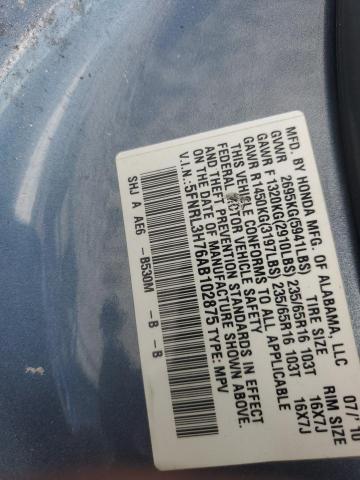 MFD. BY HONDA MFG. OF ALABAMA, LLC 07/'10
GVWR 2695KG(5941LBS) TIRE SIZE RIM SIZE
GAWR F 1320KG(2910LBS) 235/65R16 103T 16X7J
GAWR R1450KG(3197LBS) 235/65R16 103T 16X7J
THIS VEHICLE CONFORMS TO ALL APPLICABLE
FEDERAL MOTOR VEHICLE SAFETY
AND THEFT PREVENTION STANDARDS IN EFFECT
ON THE DATE OF MANUFACTURE SHOWN ABOVE.
V.I.N.:5FNRL3H76AB102875 TYPE: MPV
SHJ A AE6 -B530M -B -B